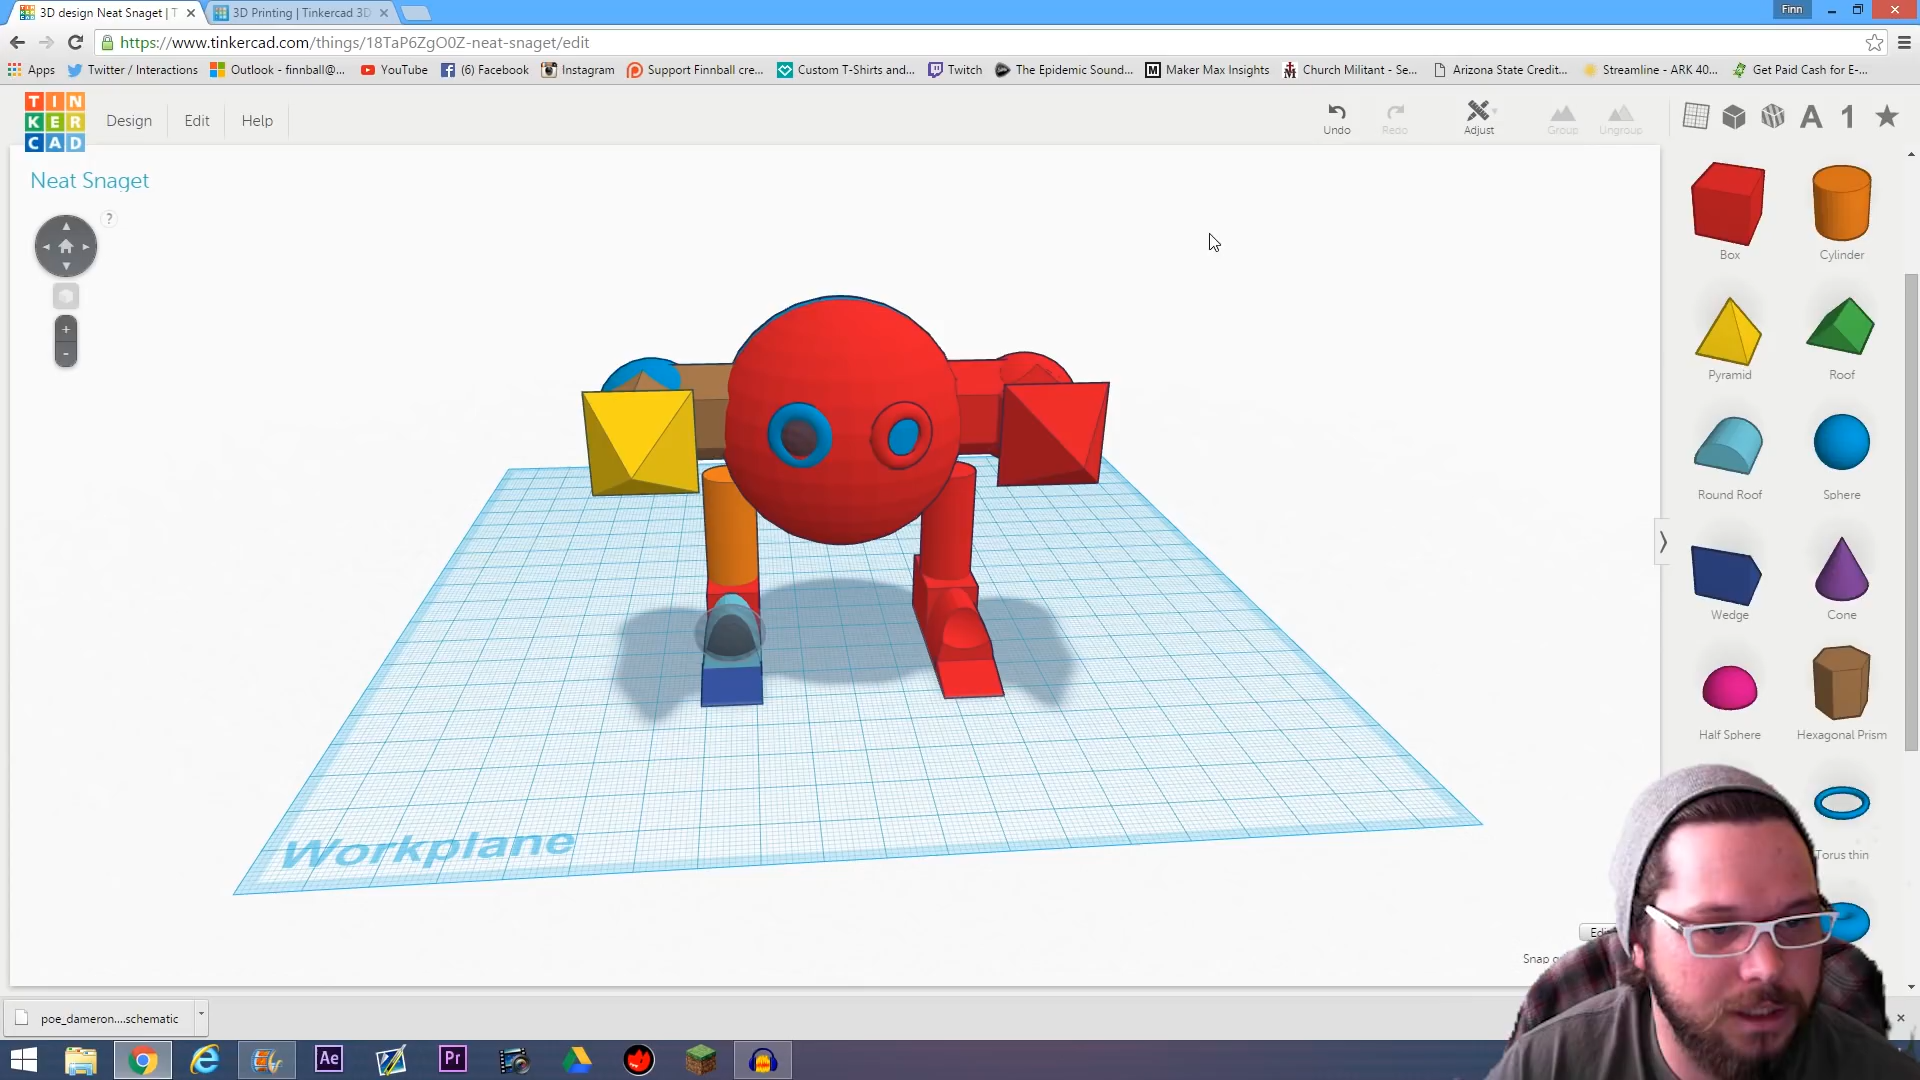 3D design Neat Snaget | T
3D Printing | Tinkercad 3D
Finn
https://www.tinkercad.com/things/18TaP6ZgO0Z-neat-snaget/edit
Apps
Twitter / Interactions
Outlook - finnball@...
YouTube
(6) Facebook
Instagram
Support Finnball cre...
Custom T-Shirts and...
Twitch
The Epidemic Sound...
Maker Max Insights
Church Militant - Se...
Arizona State Credit...
Streamline - ARK 40...
Get Paid Cash for E-...
TIN
KER
CAD
Design
Edit
Help
Undo
Redo
Adjust
Group
Ungroup
A
1
Neat Snaget
?
+
-
Box
Cylinder
Pyramid
Roof
Round Roof
Sphere
Wedge
Cone
Half Sphere
Hexagonal Prism
Torus thin
Workplane
Snap
poe_dameron....schematic
Ae
Pr